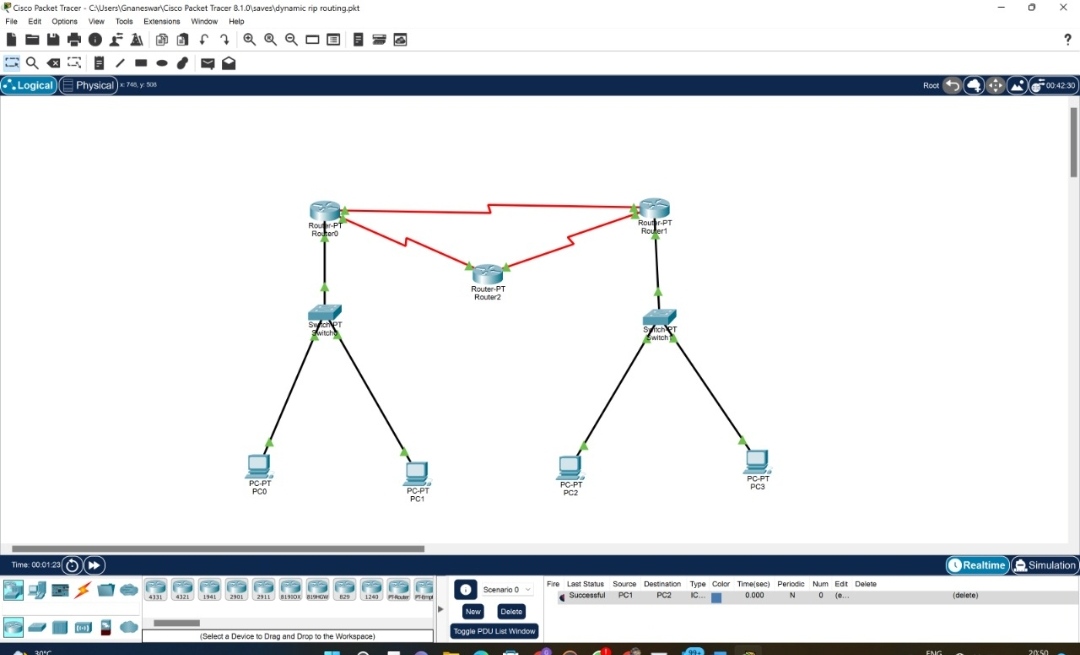 Cisco Packet Tracer - C:\Users\Gnaneswar\Cisco Packet Tracer 8.1.0\saves\dynamic rip routing.pkt
File Edit Options View Tools Extensions Window Help
?
Logical Physical x: 746, y: 506 Root 00:42:30
Router-PT
Router0
Router-PT
Router1
Router-PT
Router2
Switch-PT
Switch0
Switch-PT
Switch1
PC-PT
PC0
PC-PT
PC1
PC-PT
PC2
PC-PT
PC3
Time: 00:01:23 Realtime Simulation
4331 4321 1941 2901 2911 819IOX 819HGW 829 1240 PT-Router PT-Empt
(Select a Device to Drag and Drop to the Workspace)
Scenario 0
New Delete
Toggle PDU List Window
Fire Last Status Source Destination Type Color Time(sec) Periodic Num Edit Delete
Successful PC1 PC2 IC... 0.000 N 0 (e... (delete)
30°C 99+ ENG 20:50